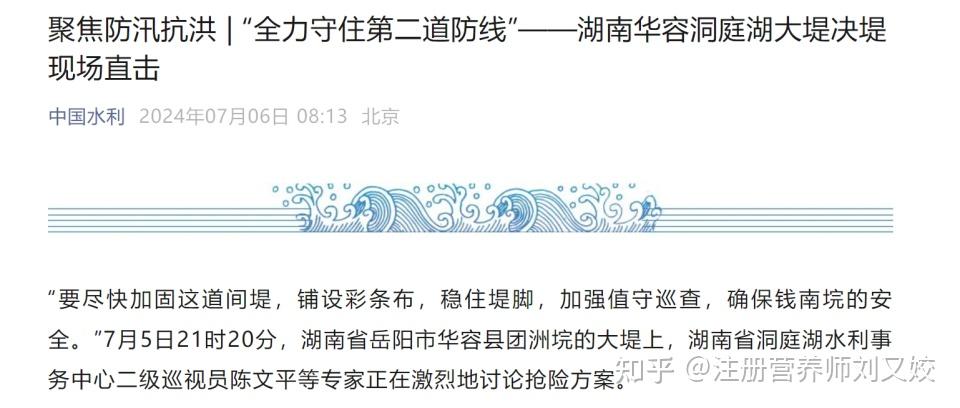 聚焦防汛抗洪 | “全力守住第二道防线”——湖南华容洞庭湖大堤决堤
现场直击
中国水利 2024年07月06日 08:13 北京
“要尽快加固这道间堤，铺设彩条布，稳住堤脚，加强值守巡查，确保钱南垸的安
全。”7月5日21时20分，湖南省岳阳市华容县团洲垸的大堤上，湖南省洞庭湖水利事
务中心二级巡视员陈文平等专家正在激烈地讨论抢险方案。
知乎 @注册营养师刘又姣